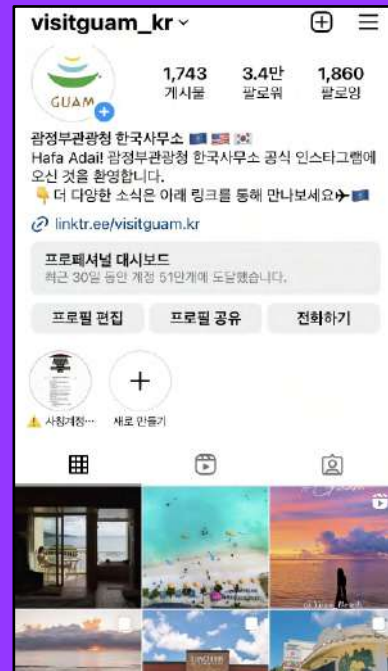 visitguam_kr
1,743 3.4만 1,860
게시물 팔로워 팔로잉
GUAM
괌정부관광청 한국사무소 🇬🇺 🇺🇸 🇰🇷
Hafa Adai! 괌정부관광청 한국사무소 공식 인스타그램에
오신 것을 환영합니다.
👇더 다양한 소식은 아래 링크를 통해 만나보세요✈🇬🇺
linktr.ee/visitguam.kr
프로페셔널 대시보드
최근 30일 동안 계정 51만개에 도달했습니다.
프로필 편집 프로필 공유 전화하기
⚠️ 사칭계정… 새로 만들기